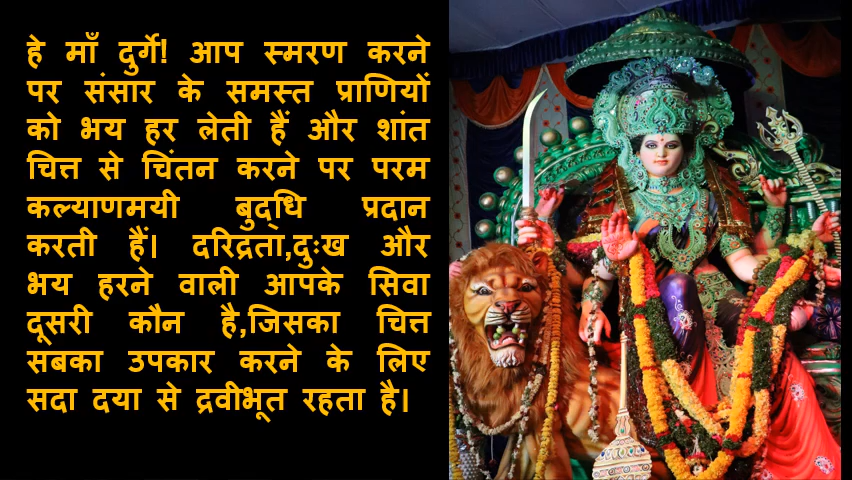 हे माँ दुर्गे! आप स्मरण करने
पर संसार के समस्त प्राणियों
को भय हर लेती हैं और शांत
चित्त से चिंतन करने पर परम
कल्याणमयी बुद्धि प्रदान
करती हैं। दरिद्रता,दुःख और
भय हरने वाली आपके सिवा
दूसरी कौन है,जिसका चित्त
सबका उपकार करने के लिए
सदा दया से द्रवीभूत रहता है।